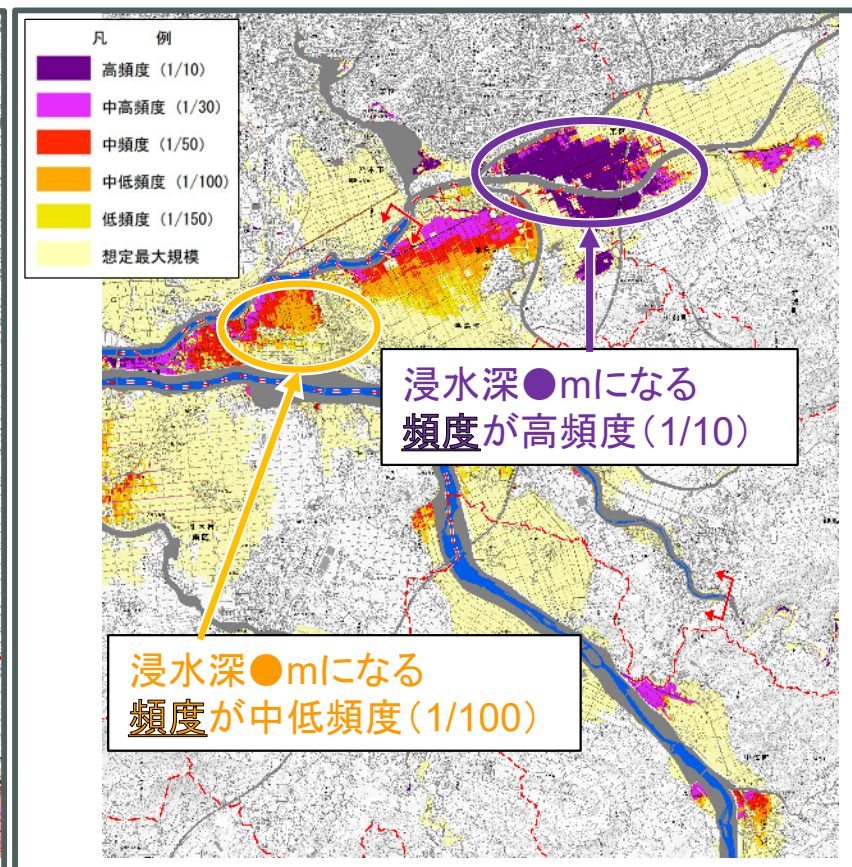 凡　例
高頻度（1/10）
中高頻度（1/30）
中頻度（1/50）
中低頻度（1/100）
低頻度（1/150）
想定最大規模
浸水深●mになる
頻度が高頻度（1/10）
浸水深●mになる
頻度が中低頻度（1/100）